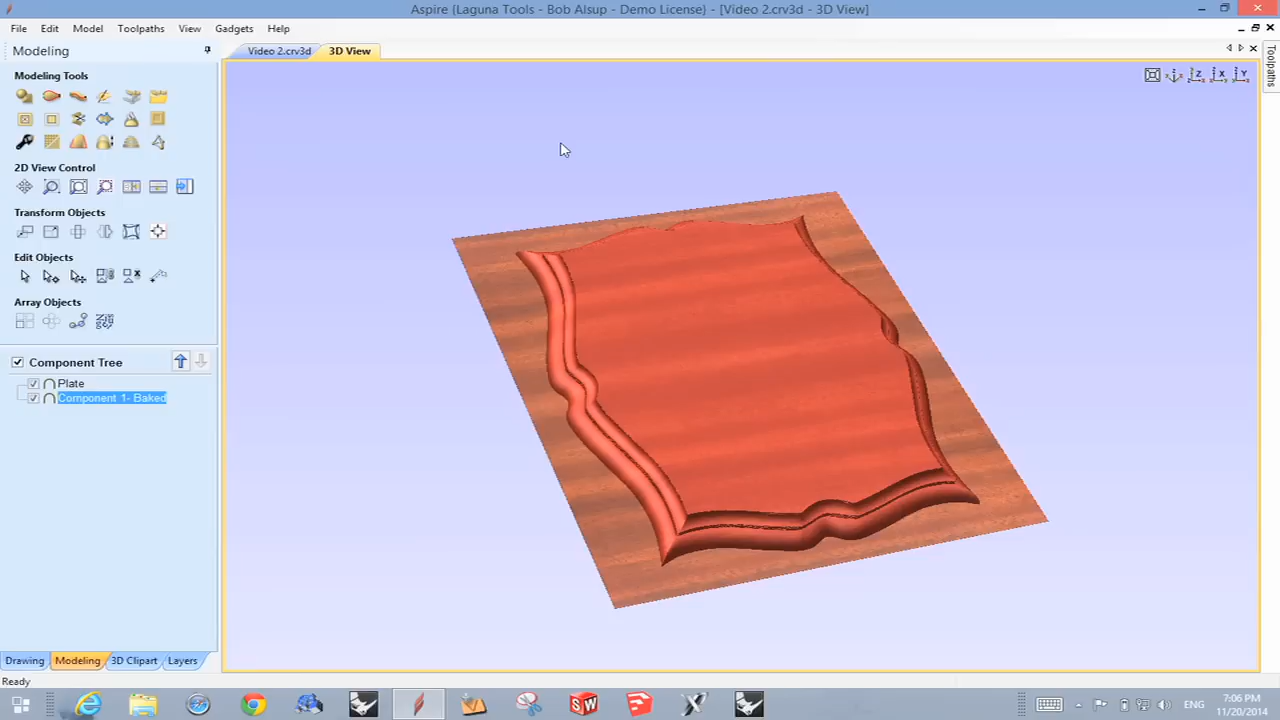 Aspire {Laguna Tools - Bob Alsup - Demo License} - [Video 2.crv3d - 3D View]
File Edit Model Toolpaths View Gadgets Help
Modeling
Video 2.crv3d 3D View
Toolpaths
Modeling Tools
2D View Control
Transform Objects
Edit Objects
Array Objects
Component Tree
Plate
Component 1- Baked
Drawing Modeling 3D Clipart Layers
Ready
ENG
7:06 PM
11/20/2014